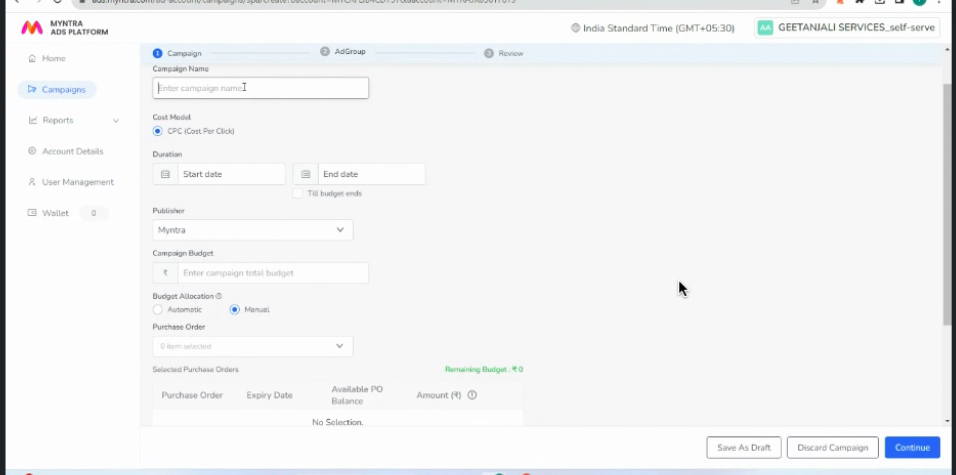 MYNTRA
ADS PLATFORM
India Standard Time (GMT+05:30)
AA GEETANJALI SERVICES_self-serve
Home
Campaigns
Reports
Account Details
User Management
Wallet 0
1 Campaign 2 AdGroup 3 Review
Campaign Name
Enter campaign name
Cost Model
CPC (Cost Per Click)
Duration
Start date End date
Till budget ends
Publisher
Myntra
Campaign Budget
₹ Enter campaign total budget
Budget Allocation
Automatic Manual
Purchase Order
0 item selected
Selected Purchase Orders Remaining Budget : ₹ 0
Purchase Order Expiry Date Available PO Balance Amount (₹)
No Selection.
Save As Draft Discard Campaign Continue